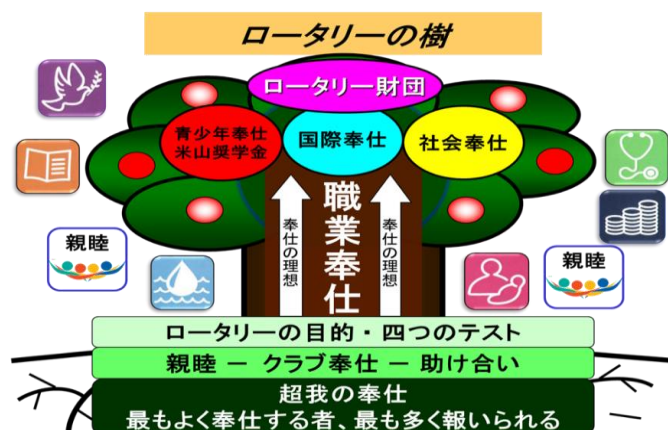 ロータリーの樹
ロータリー財団
青少年奉仕
米山奨学金
国際奉仕
社会奉仕
職業奉仕
奉仕の理想
奉仕の理想
親睦
親睦
ロータリーの目的・四つのテスト
親睦 － クラブ奉仕 － 助け合い
超我の奉仕
最もよく奉仕する者、最も多く報いられる